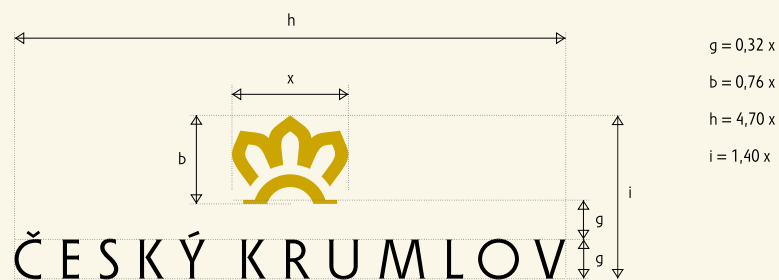 h
x
g = 0,32 x
b = 0,76 x
h = 4,70 x
i = 1,40 x
b
i
g
g
ČESKÝ KRUMLOV